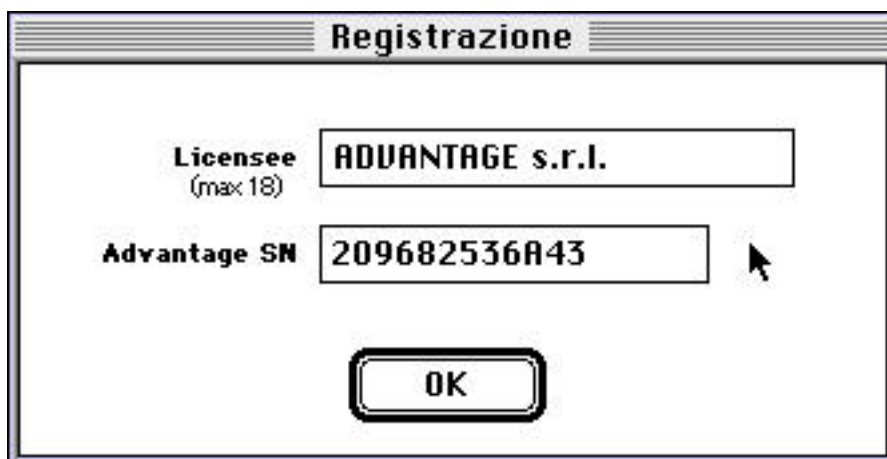 Registrazione
Licensee ADVANTAGE s.r.l.
(max 18)
Advantage SN 209682536A43
OK